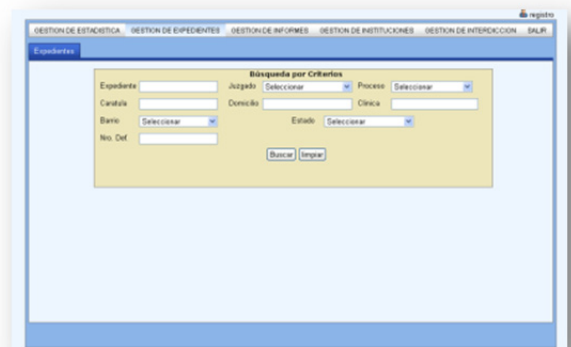 registro
GESTION DE ESTADISTICA GESTION DE EXPEDIENTES GESTION DE INFORMES GESTION DE INSTITUCIONES GESTION DE INTERDICCION SALIR
Expedientes
Búsqueda por Criterios
Expediente Juzgado Seleccionar Proceso Seleccionar
Caratula Domicilio Clinica
Barrio Seleccionar Estado Seleccionar
Nro. Def.
Buscar limpiar